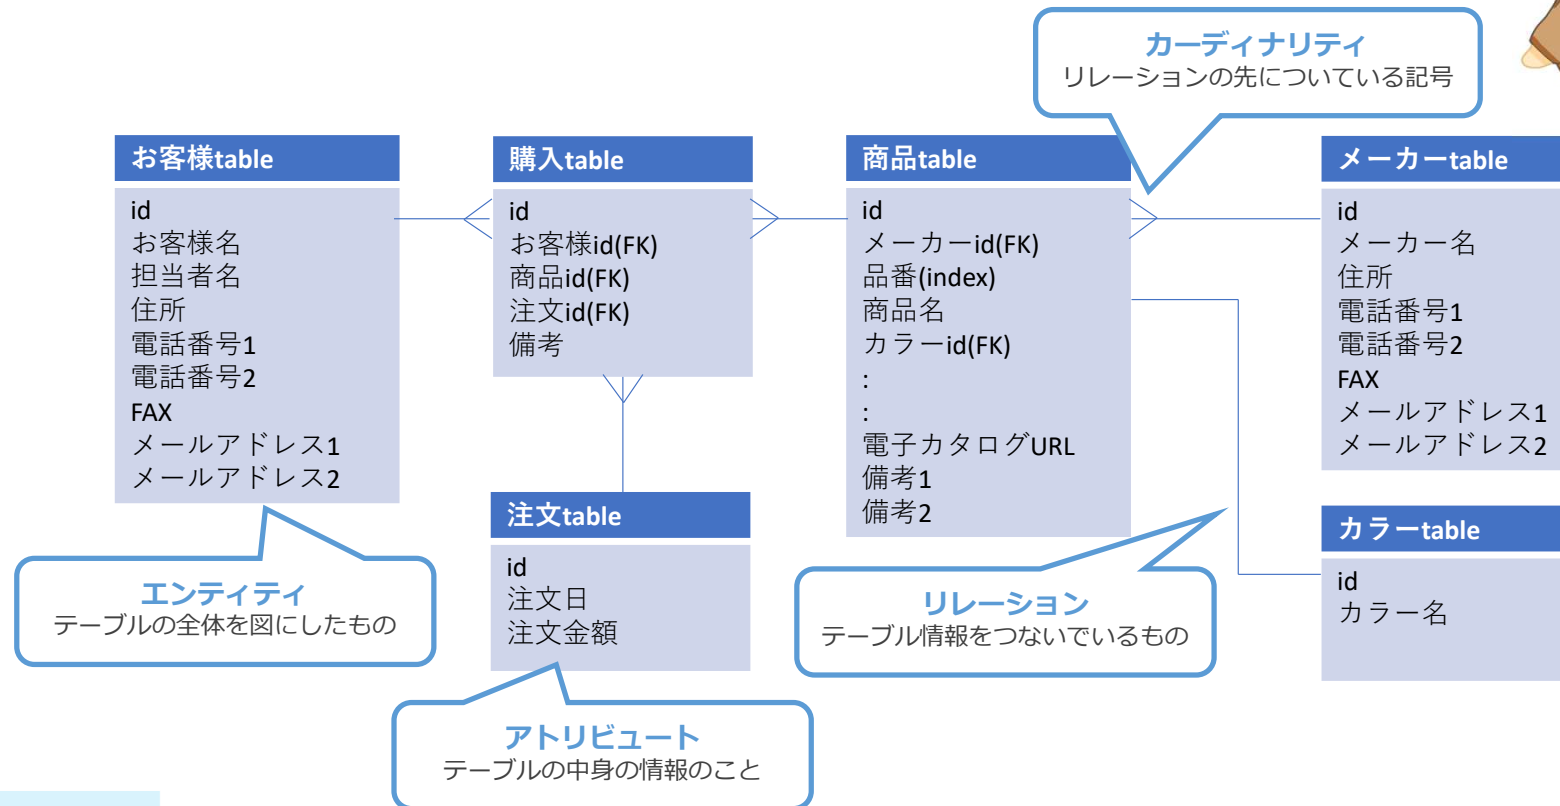 カーディナリティ
リレーションの先についている記号
お客様table
id
お客様名
担当者名
住所
電話番号1
電話番号2
FAX
メールアドレス1
メールアドレス2
購入table
id
お客様id(FK)
商品id(FK)
注文id(FK)
備考
商品table
id
メーカーid(FK)
品番(index)
商品名
カラーid(FK)
:
:
電子カタログURL
備考1
備考2
メーカーtable
id
メーカー名
住所
電話番号1
電話番号2
FAX
メールアドレス1
メールアドレス2
注文table
id
注文日
注文金額
カラーtable
id
カラー名
エンティティ
テーブルの全体を図にしたもの
リレーション
テーブル情報をつないでいるもの
アトリビュート
テーブルの中身の情報のこと